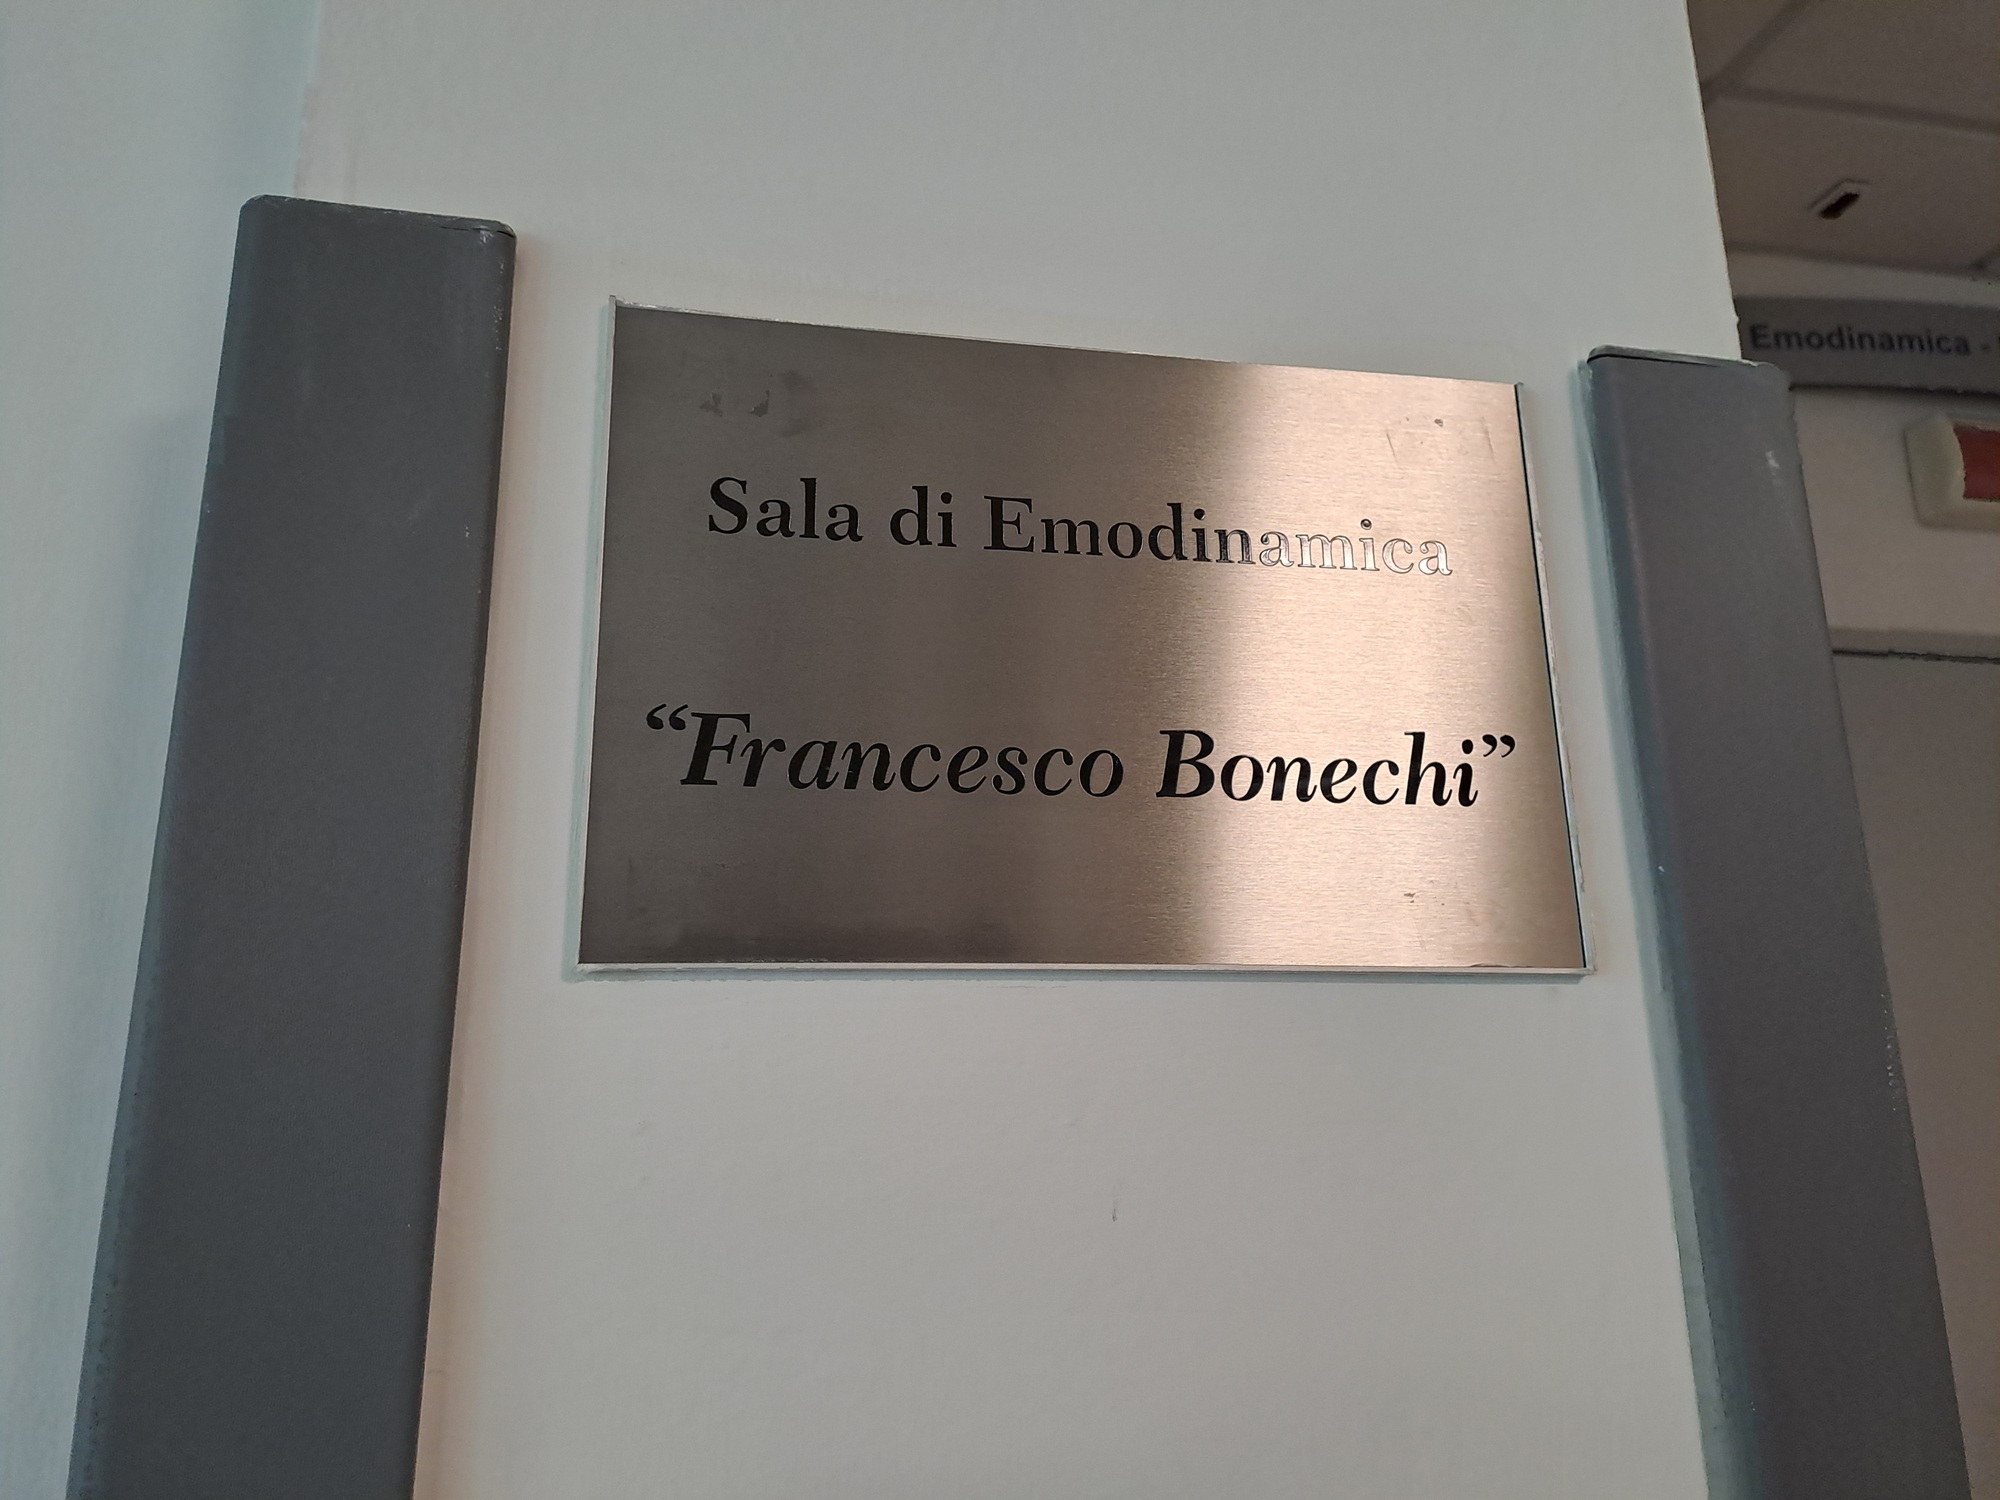 Sala di Emodinamica
“Francesco Bonechi”
Emodinamica -